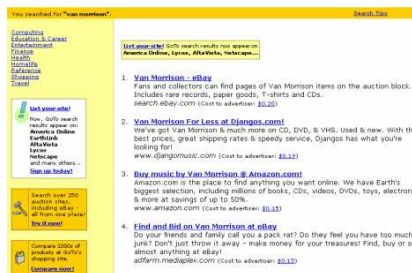 You searched for "van morrison".
Search Tips
Computing
Education & Career
Entertainment
Finance
Health
Homelife
Reference
Shopping
Travel
List your site!
Now, GoTo
search results
appear on
America Online
EarthLink
AltaVista
Lycos
Netscape
and many others...
Sign up today!
Search over 250
auction sites,
including eBay -
all from one place!
Try it now!
Compare 1000s of
products at GoTo's
shopping site.
Compare now!
List your site! GoTo search results now appear on
America Online, Lycos, AltaVista, Netscape...
1. Van Morrison - eBay
Fans and collectors can find pages of Van Morison items on the auction block.
Includes rare records, paper goods, T-shirts and CDs.
search.ebay.com (Cost to advertiser: $0.20)
2. Van Morrison For Less at Djangos.com!
We've got Van Morrison & much more on CD, DVD, & VHS. Used & new. With th
best prices, great shipping rates & speedy service, Djangos has what you're
looking for!
www.djangomusic.com (Cost to advertiser: $0.19)
3. Buy music by Van Morrison @ Amazon.com!
Amazon.com is the place to find anything you want online. We have Earth's
biggest selection, including millions of books, CDs, videos, DVDs, toys, electron
& more at savings of up to 50%.
www.amazon.com (Cost to advertiser: $0.15)
4. Find and Bid on Van Morrison at eBay
Do your friends and family call you a pack rat? Do they feel you have too much
junk? Don't just throw it away - make money for your treasures! Find, buy or s
almost anything at eBay!
adfarm.mediaplex.com (Cost to advertiser: $0.15)